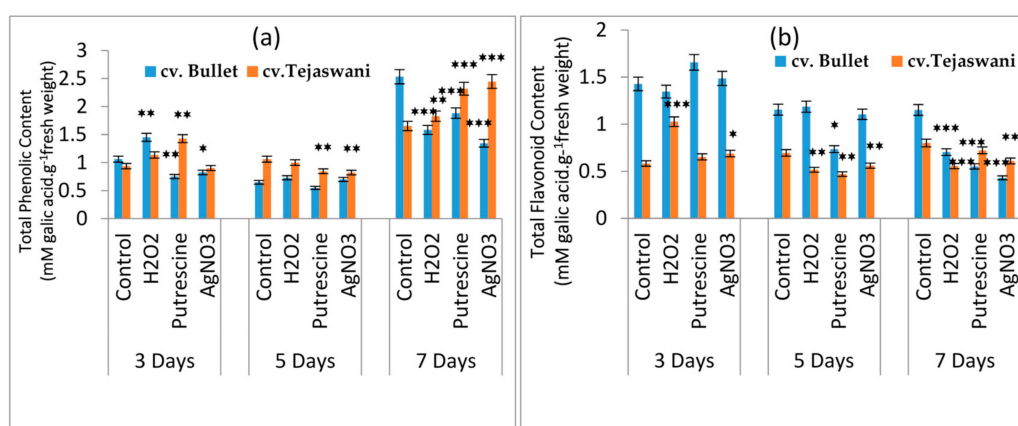 (a)
cv. Bullet cv.Tejaswani
Total Phenolic Content
(mM galic acid.g-1fresh weight)
3
2.5
2
1.5
1
0.5
0
** ** ** *
** **
*** ** *** *** *** ***
Control H2O2 Putrescine AgNO3 Control H2O2 Putrescine AgNO3 Control H2O2 Putrescine AgNO3
3 Days 5 Days 7 Days
(b)
cv. Bullet cv.Tejaswani
Total Flavonoid Content
(mM galic acid.g-1fresh weight)
2
1.5
1
0.5
0
*** *
** * ** **
*** *** *** *** **
Control H2O2 Putrescine AgNO3 Control H2O2 Putrescine AgNO3 Control H2O2 Putrescine AgNO3
3 Days 5 Days 7 Days